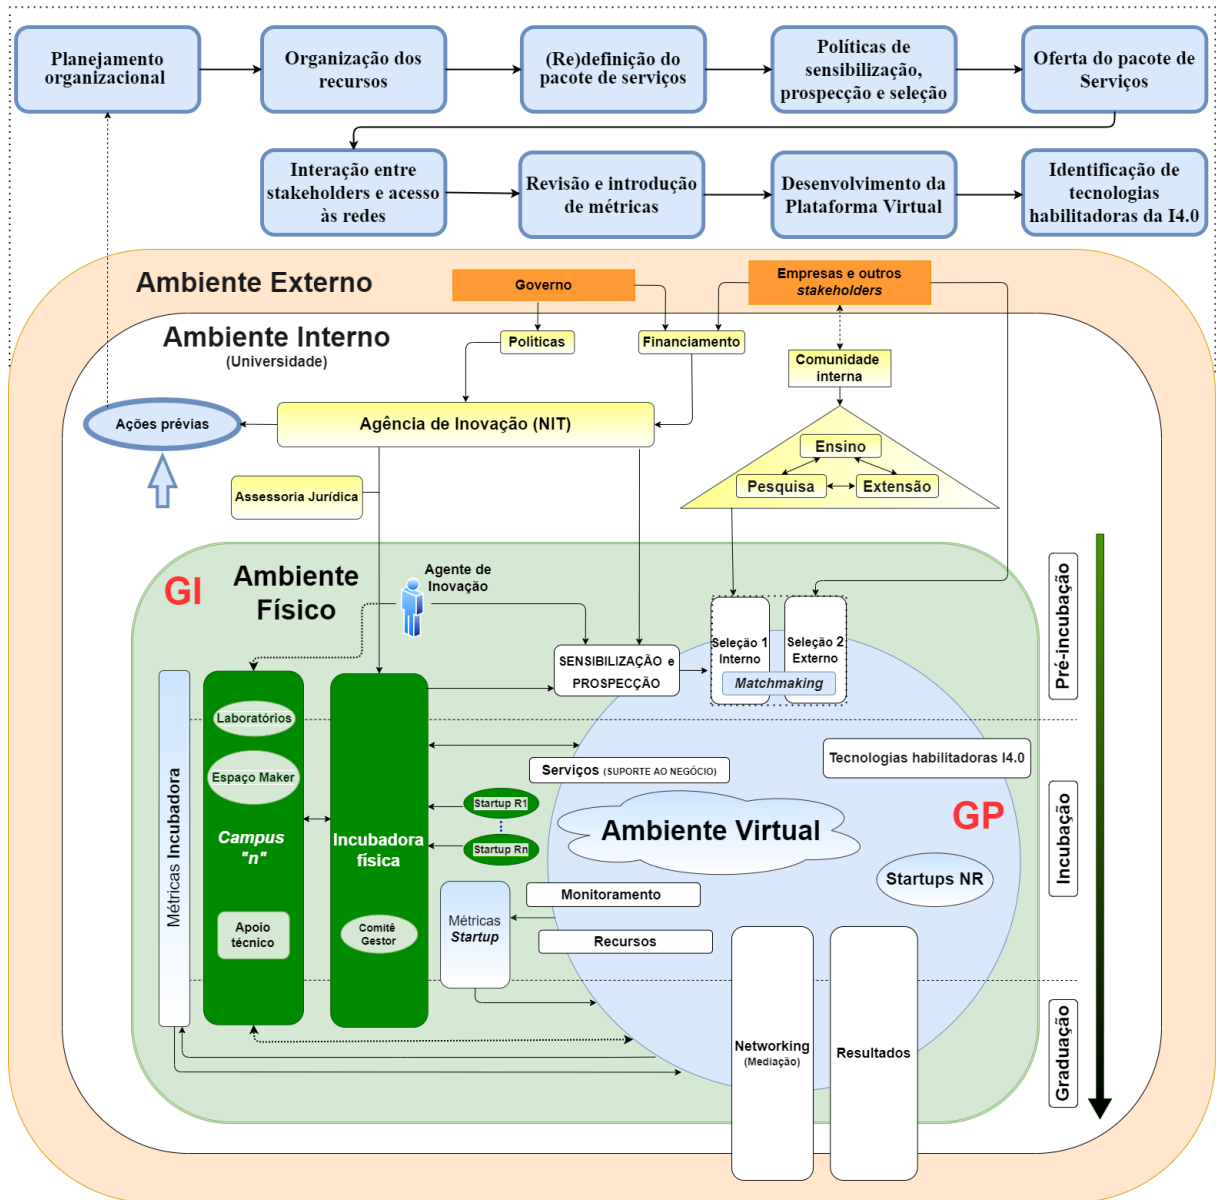 Planejamento
organizacional
Organização dos
recursos
(Re)definição do
pacote de serviços
Políticas de
sensibilização,
prospecção e seleção
Oferta do pacote de
Serviços
Interação entre
stakeholders e acesso
às redes
Revisão e introdução
de métricas
Desenvolvimento da
Plataforma Virtual
Identificação de
tecnologias
habilitadoras da I4.0
Ambiente Externo
Governo
Empresas e outros
stakeholders
Ambiente Interno
(Universidade)
Políticas
Financiamento
Comunidade
interna
Ações prévias
Agência de Inovação (NIT)
Ensino
Pesquisa
Extensão
Assessoria Jurídica
GI
Ambiente
Físico
Agente de
Inovação
Pré-incubação
SENSIBILIZAÇÃO e
PROSPECÇÃO
Seleção 1
Interno
Seleção 2
Externo
Matchmaking
Métricas Incubadora
Laboratórios
Espaço Maker
Campus
"n"
Apoio
técnico
Incubadora
física
Comitê
Gestor
Serviços (SUPORTE AO NEGÓCIO)
Tecnologias habilitadoras I4.0
Startup R1
Startup Rn
Ambiente Virtual
GP
Incubação
Startups NR
Monitoramento
Métricas
Startup
Recursos
Networking
(Mediação)
Resultados
Graduação